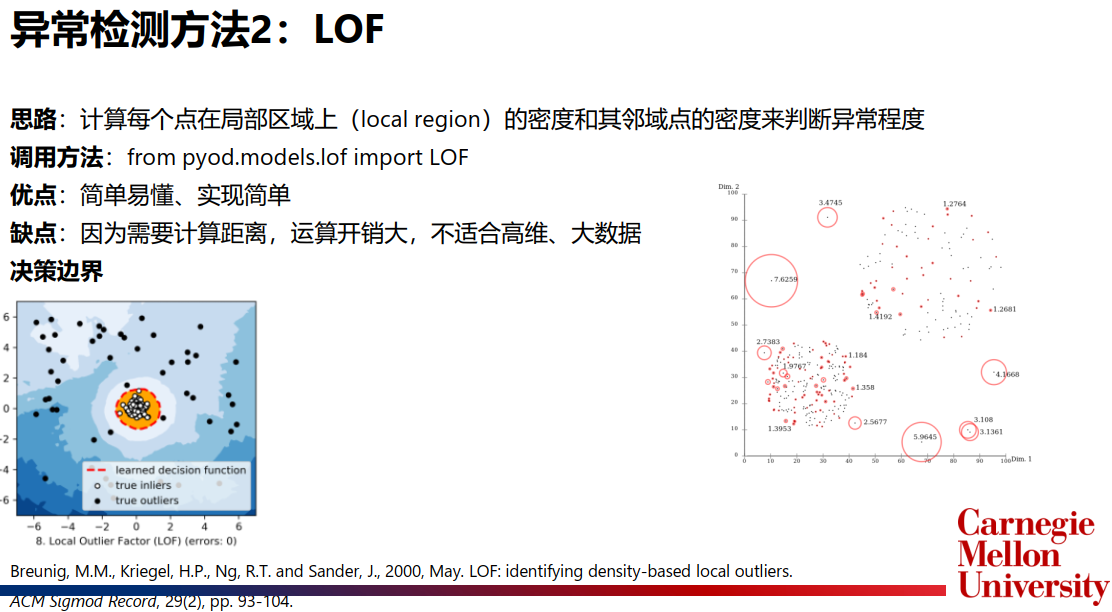 异常检测方法2：LOF
思路：计算每个点在局部区域上（local region）的密度和其邻域点的密度来判断异常程度
调用方法：from pyod.models.lof import LOF
优点：简单易懂、实现简单
缺点：因为需要计算距离，运算开销大，不适合高维、大数据
决策边界
6
4
2
0
-2
-4
-6
learned decision function
true inliers
true outliers
−6 −4 −2 0 2 4 6
8. Local Outlier Factor (LOF) (errors: 0)
Dim. 2
100
90
80
70
60
50
40
30
20
10
0
3.4745
1.2764
7.6259
1.4192
1.2681
2.7383
1.184
1.9767
1.358
4.1668
1.3953
2.5677
3.108
3.1361
5.9645
0 10 20 30 40 50 60 70 80 90 100 Dim. 1
Carnegie
Mellon
University
Breunig, M.M., Kriegel, H.P., Ng, R.T. and Sander, J., 2000, May. LOF: identifying density-based local outliers.
ACM Sigmod Record, 29(2), pp. 93-104.